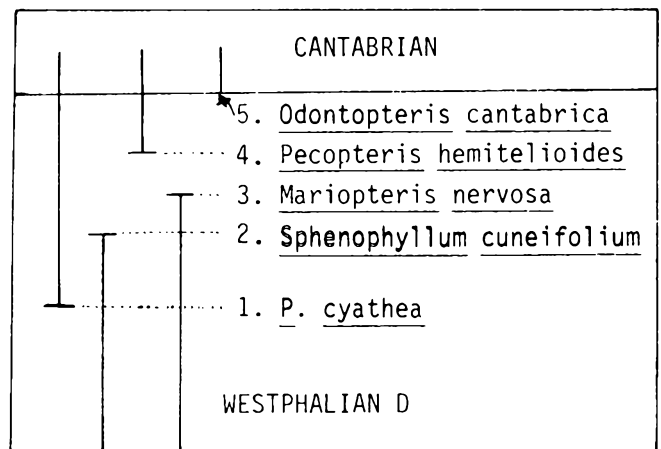 CANTABRIAN
5. Odontopteris cantabrica
4. Pecopteris hemitelioides
3. Mariopteris nervosa
2. Sphenophyllum cuneifolium
1. P. cyathea
WESTPHALIAN D